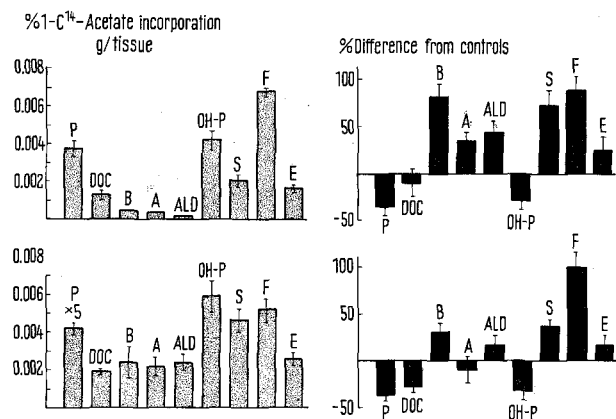 %1-C¹⁴-Acetate incorporation
g/tissue
0.008
0.006
0.004
0.002
P
DOC
B
A
ALD
OH-P
S
F
E
%Difference from controls
100
50
-50
P
DOC
B
A
ALD
OH-P
S
F
E
0.008
0.006
0.004
0.002
P
×5
DOC
B
A
ALD
OH-P
S
F
E
100
50
-50
P
DOC
B
A
ALD
OH-P
S
F
E